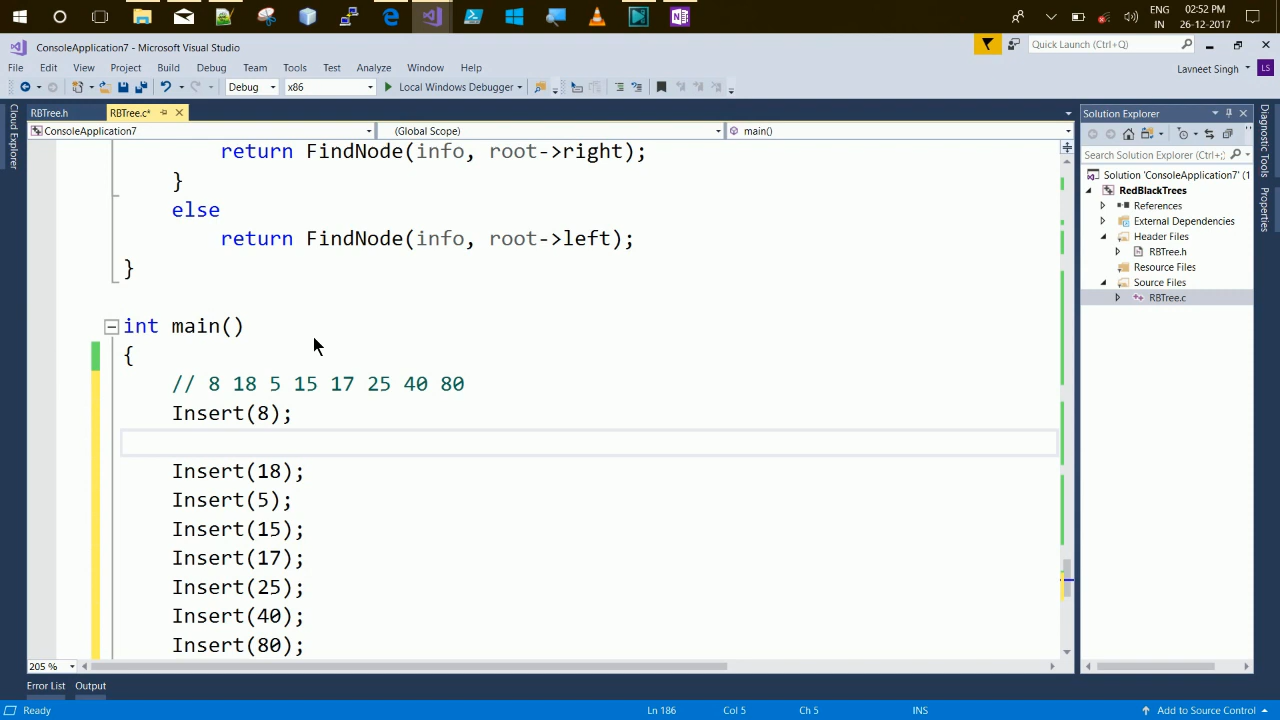 02:52 PM
ENG
IN
26-12-2017
ConsoleApplication7 - Microsoft Visual Studio
Quick Launch (Ctrl+Q)
File Edit View Project Build Debug Team Tools Test Analyze Window Help
Lavneet Singh LS
Debug x86 Local Windows Debugger
RBTree.h RBTree.c*
Solution Explorer
ConsoleApplication7 (Global Scope) main()
Search Solution Explorer (Ctrl+;)
Solution 'ConsoleApplication7' (1
RedBlackTrees
References
External Dependencies
Header Files
RBTree.h
Resource Files
Source Files
RBTree.c
Cloud Explorer
Diagnostic Tools
Properties
return FindNode(info, root->right);
}
else
return FindNode(info, root->left);
}
int main()
{
// 8 18 5 15 17 25 40 80
Insert(8);
Insert(18);
Insert(5);
Insert(15);
Insert(17);
Insert(25);
Insert(40);
Insert(80);
205 %
Error List Output
Ready Ln 186 Col 5 Ch 5 INS Add to Source Control